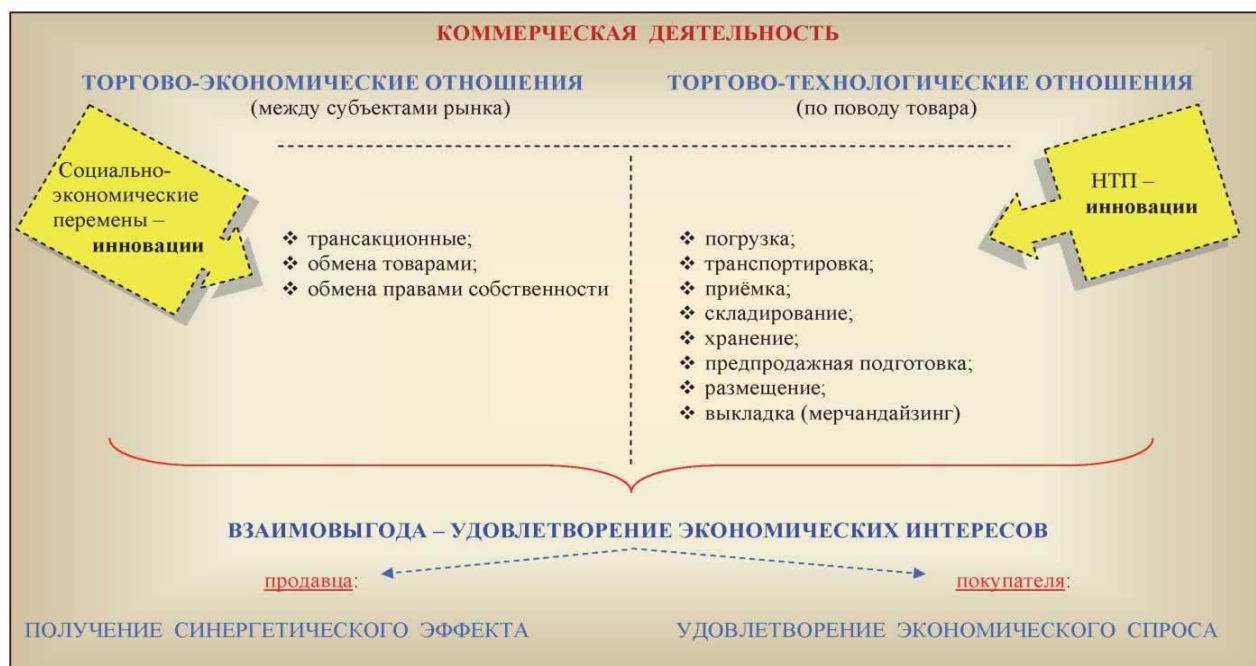 КОММЕРЧЕСКАЯ ДЕЯТЕЛЬНОСТЬ
ТОРГОВО-ЭКОНОМИЧЕСКИЕ ОТНОШЕНИЯ
(между субъектами рынка)
ТОРГОВО-ТЕХНОЛОГИЧЕСКИЕ ОТНОШЕНИЯ
(по поводу товара)
Социально-
экономические
перемены –
инновации
НТП –
инновации
❖ трансакционные;
❖ обмена товарами;
❖ обмена правами собственности
❖ погрузка;
❖ транспортировка;
❖ приёмка;
❖ складирование;
❖ хранение;
❖ предпродажная подготовка;
❖ размещение;
❖ выкладка (мерчандайзинг)
ВЗАИМОВЫГОДА – УДОВЛЕТВОРЕНИЕ ЭКОНОМИЧЕСКИХ ИНТЕРЕСОВ
продавца:
покупателя:
ПОЛУЧЕНИЕ СИНЕРГЕТИЧЕСКОГО ЭФФЕКТА
УДОВЛЕТВОРЕНИЕ ЭКОНОМИЧЕСКОГО СПРОСА